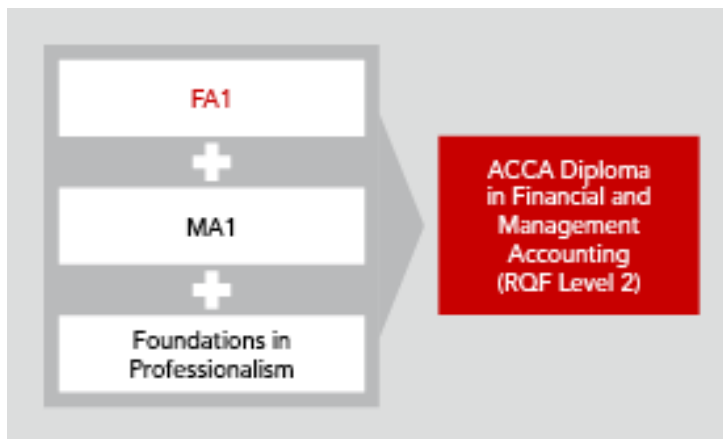 FA1
MA1
Foundations in
Professionalism
ACCA Diploma
in Financial and
Management
Accounting
(RQF Level 2)